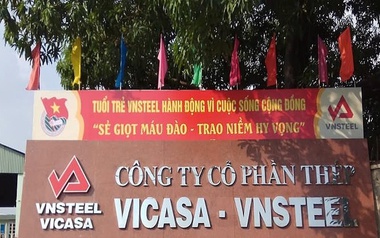 TUỔI TRẺ VNSTEEL HÀNH ĐỘNG VÌ CUỘC SỐNG CỘNG ĐỒNG
"SẺ GIỌT MÁU ĐÀO - TRAO NIỀM HY VỌNG"
VNSTEEL
CÔNG TY CỔ PHẦN THÉP
VNSTEEL
VICASA
VICASA - VNSTEEL